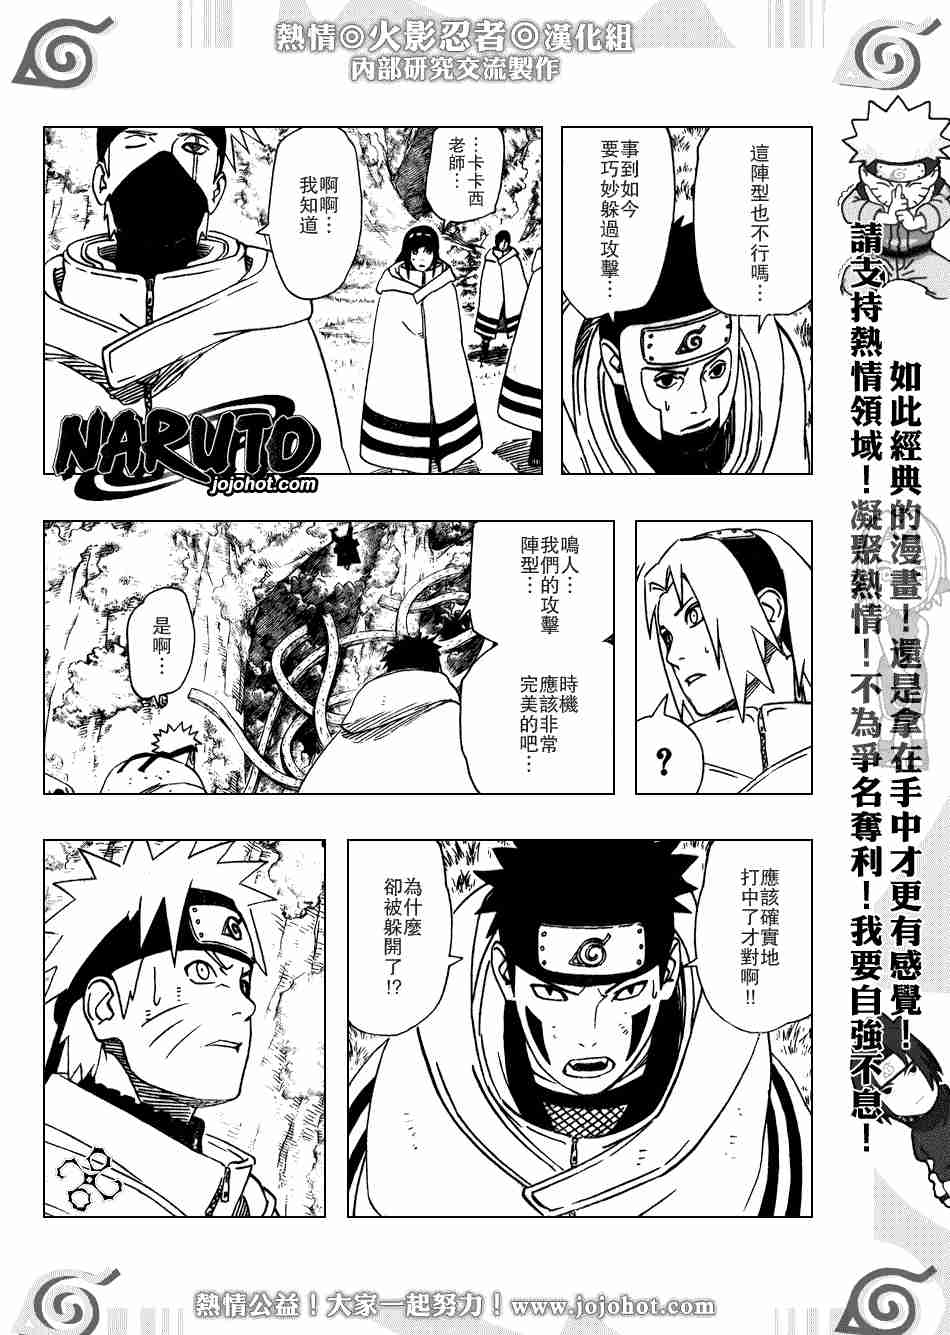 熱情◎火影忍者◎漢化組
內部研究交流製作
這陣型也不行嗎…
事到如今
要巧妙躲過攻擊…
…卡卡西
老師…
啊啊…
我知道
NARUTO
jojohot.com
？
鳴人…
我們的攻擊
陣型…
時機
應該非常
完美的吧…
是啊…
應該確實地
打中了才對啊!!
為什麼
卻被躲開了!?
如此經典的漫畫！還是拿在手中才更有感覺！
請支持熱情領域！凝聚熱情！不為爭名奪利！我要自強不息！
熱情公益！大家一起努力！www.jojohot.com